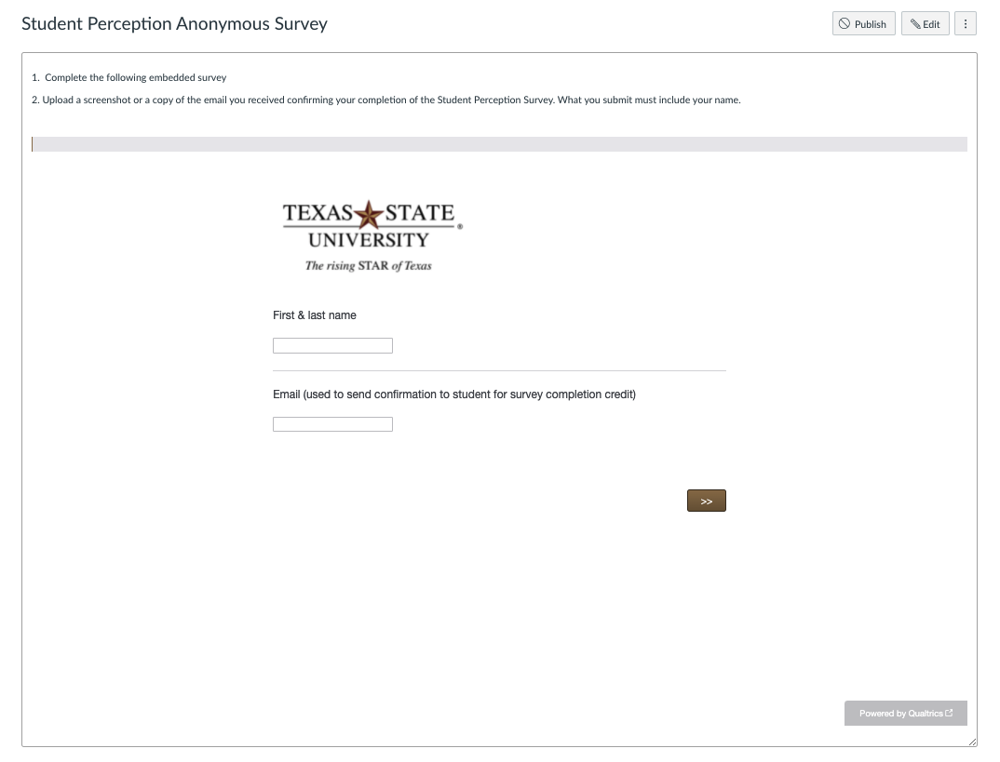 Student Perception Anonymous Survey
Publish
Edit
1. Complete the following embedded survey
2. Upload a screenshot or a copy of the email you received confirming your completion of the Student Perception Survey. What you submit must include your name.
TEXAS STATE
UNIVERSITY ®
The rising STAR of Texas
First & last name
Email (used to send confirmation to student for survey completion credit)
>>
Powered by Qualtrics